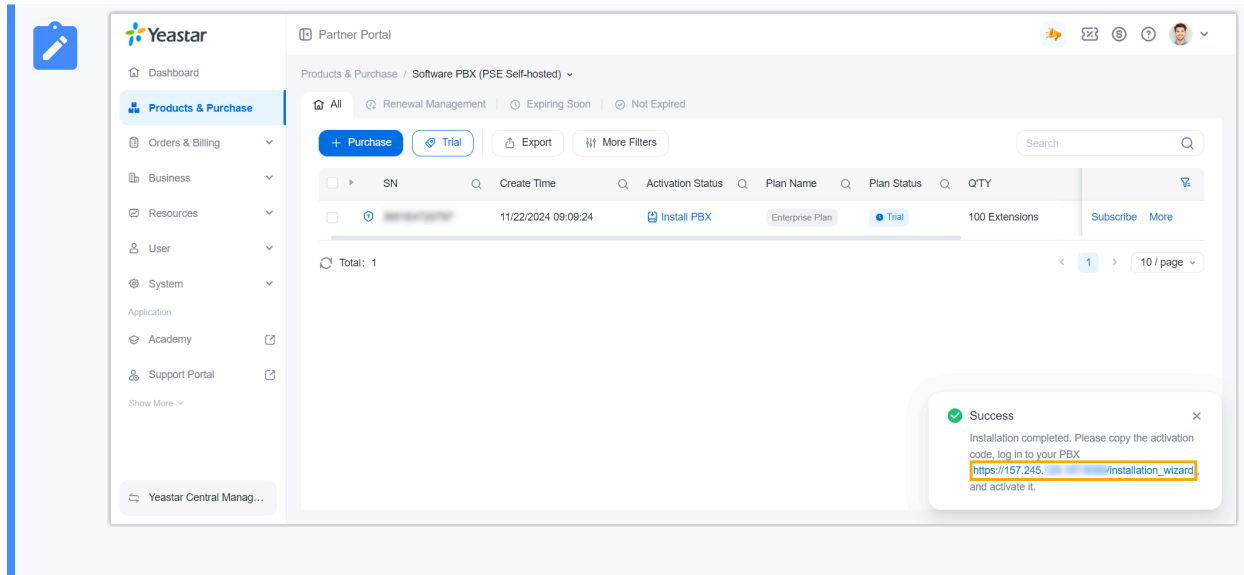 Yeastar
Partner Portal
Dashboard
Products & Purchase
Orders & Billing
Business
Resources
User
System
Application
Academy
Support Portal
Show More
Yeastar Central Manag...
Products & Purchase / Software PBX (PSE Self-hosted)
All Renewal Management Expiring Soon Not Expired
+ Purchase Trial Export More Filters Search
SN Create Time Activation Status Plan Name Plan Status Q'TY
11/22/2024 09:09:24 Install PBX Enterprise Plan Trial 100 Extensions Subscribe More
Total: 1 < 1 > 10 / page
Success
Installation completed. Please copy the activation
code, log in to your PBX
https://157.245. /installation_wizard ,
and activate it.